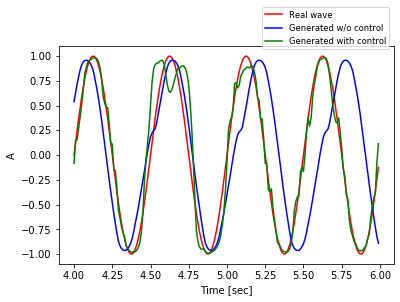 Real wave
Generated w/o control
Generated with control
1.00
0.75
0.50
0.25
0.00
−0.25
−0.50
−0.75
−1.00
A
4.00 4.25 4.50 4.75 5.00 5.25 5.50 5.75 6.00
Time [sec]